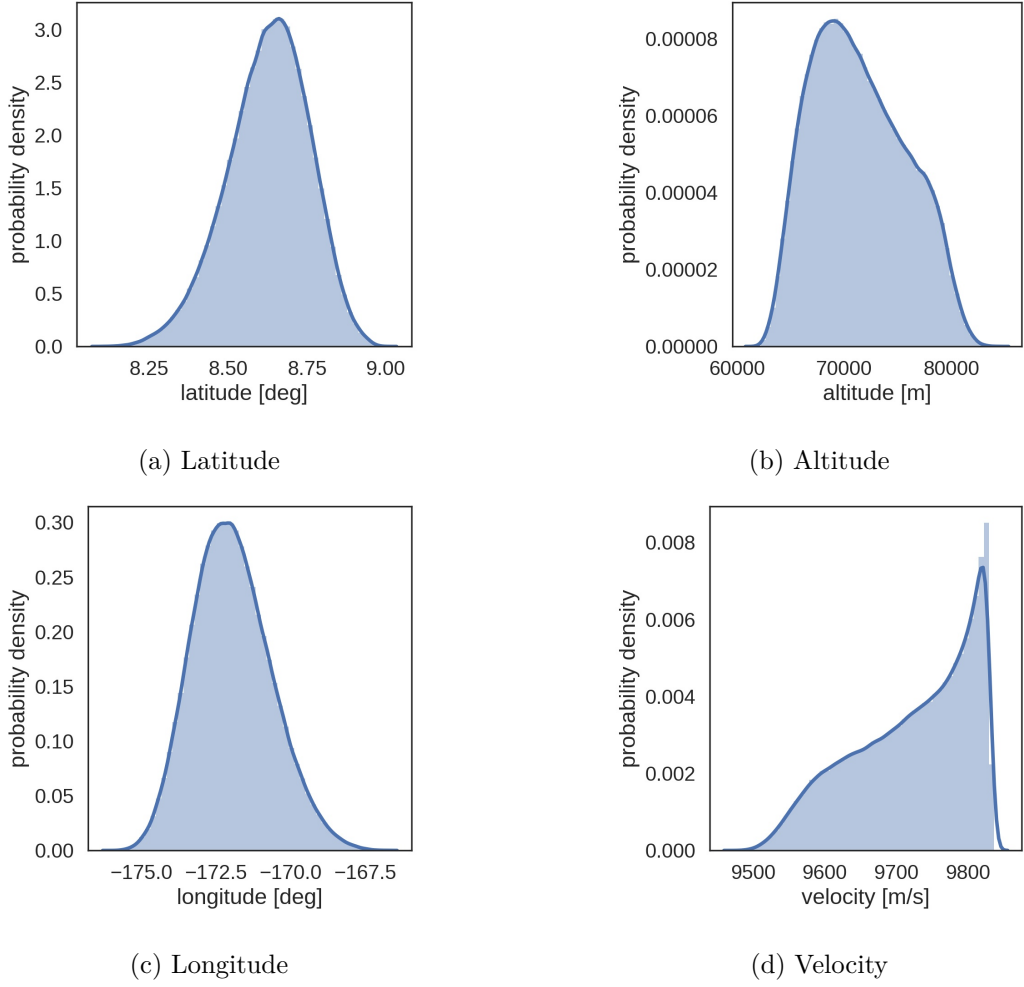 probability density
3.0
2.5
2.0
1.5
1.0
0.5
0.0
8.25 8.50 8.75 9.00
latitude [deg]
(a) Latitude
probability density
0.00008
0.00006
0.00004
0.00002
0.00000
60000 70000 80000
altitude [m]
(b) Altitude
probability density
0.30
0.25
0.20
0.15
0.10
0.05
0.00
−175.0 −172.5 −170.0 −167.5
longitude [deg]
(c) Longitude
probability density
0.008
0.006
0.004
0.002
0.000
9500 9600 9700 9800
velocity [m/s]
(d) Velocity